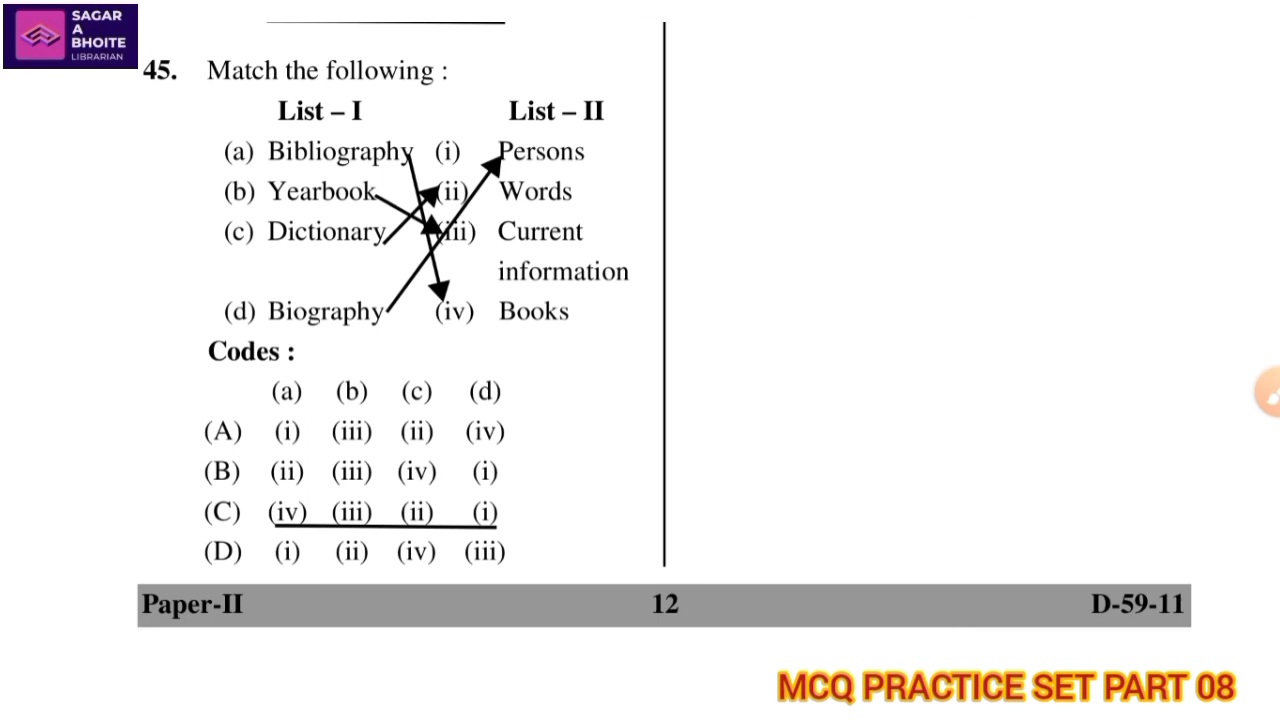 SAGAR
A
BHOITE
LIBRARIAN
45. Match the following :
List – I List – II
(a) Bibliography (i) Persons
(b) Yearbook (ii) Words
(c) Dictionary (iii) Current
information
(d) Biography (iv) Books
Codes :
(a) (b) (c) (d)
(A) (i) (iii) (ii) (iv)
(B) (ii) (iii) (iv) (i)
(C) (iv) (iii) (ii) (i)
(D) (i) (ii) (iv) (iii)
Paper-II 12 D-59-11
MCQ PRACTICE SET PART 08